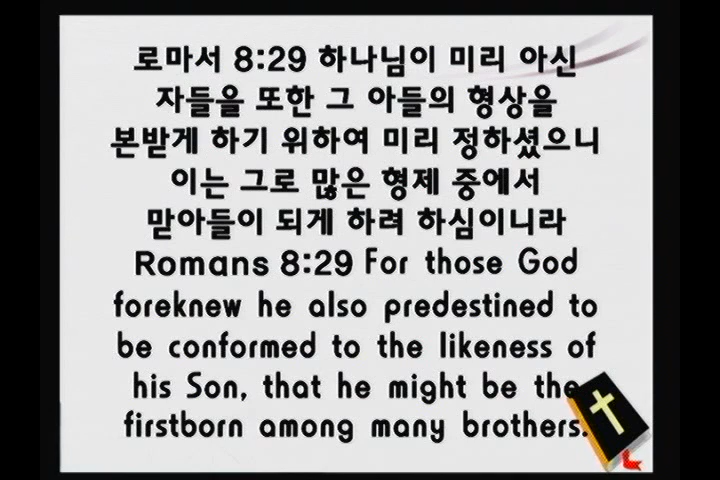 로마서 8:29 하나님이 미리 아신
자들을 또한 그 아들의 형상을
본받게 하기 위하여 미리 정하셨으니
이는 그로 많은 형제 중에서
맏아들이 되게 하려 하심이니라
Romans 8:29 For those God
foreknew he also predestined to
be conformed to the likeness of
his Son, that he might be the
firstborn among many brothers.